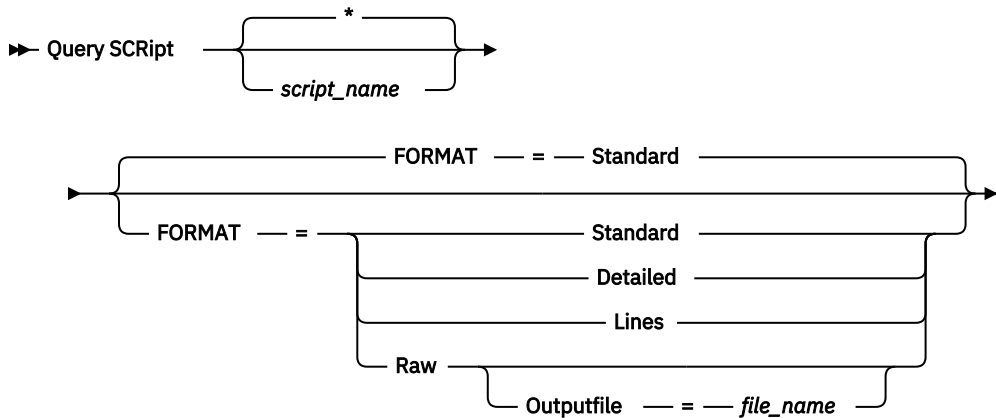 *
Query SCRipt
script_name
FORMAT = Standard
FORMAT = Standard
Detailed
Lines
Raw
Outputfile = file_name